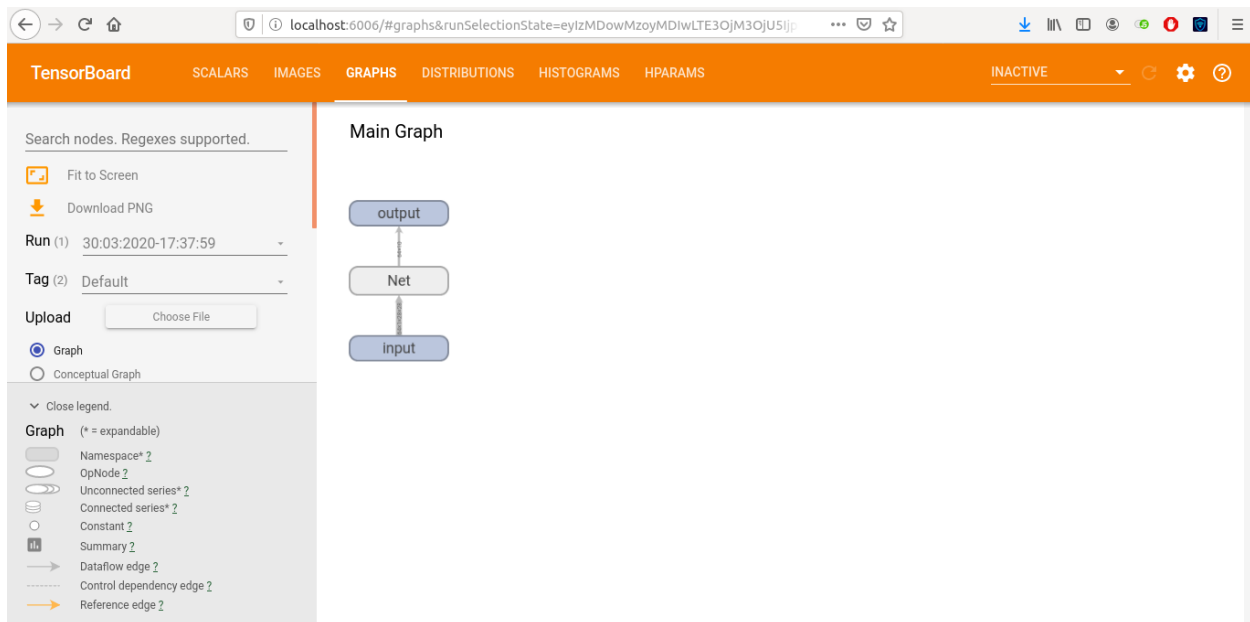 localhost:6006/#graphs&runSelectionState=eyIzMDowMzoyMDIwLTE3OjM3OjU5Ijp
TensorBoard SCALARS IMAGES GRAPHS DISTRIBUTIONS HISTOGRAMS HPARAMS INACTIVE
Search nodes. Regexes supported.
Fit to Screen
Download PNG
Run (1) 30:03:2020-17:37:59
Tag (2) Default
Upload Choose File
Graph
Conceptual Graph
Close legend.
Graph (* = expandable)
Namespace* ?
OpNode ?
Unconnected series* ?
Connected series* ?
Constant ?
Summary ?
Dataflow edge ?
Control dependency edge ?
Reference edge ?
Main Graph
output
Net
input